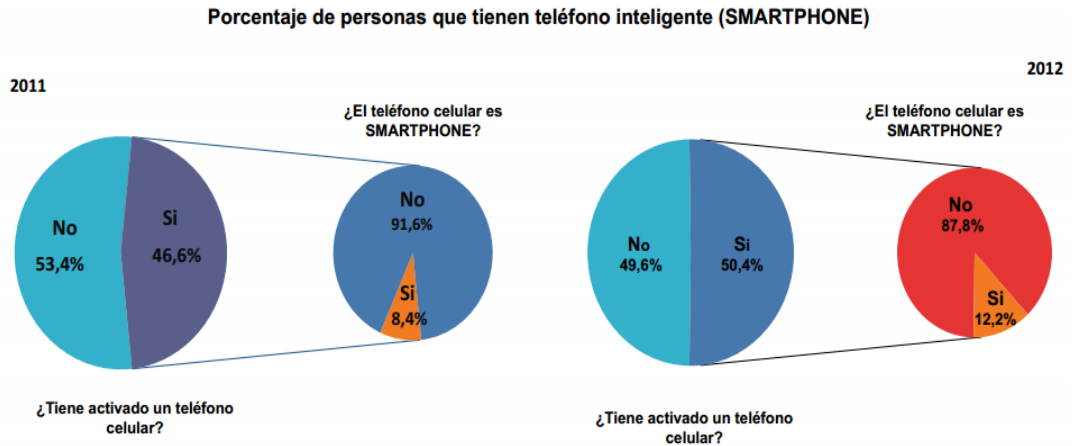 Porcentaje de personas que tienen teléfono inteligente (SMARTPHONE)
2011
¿El teléfono celular es
SMARTPHONE?
No
53,4%
Si
46,6%
No
91,6%
Si
8,4%
¿Tiene activado un teléfono
celular?
2012
¿El teléfono celular es
SMARTPHONE?
No
49,6%
Si
50,4%
No
87,8%
Si
12,2%
¿Tiene activado un teléfono
celular?